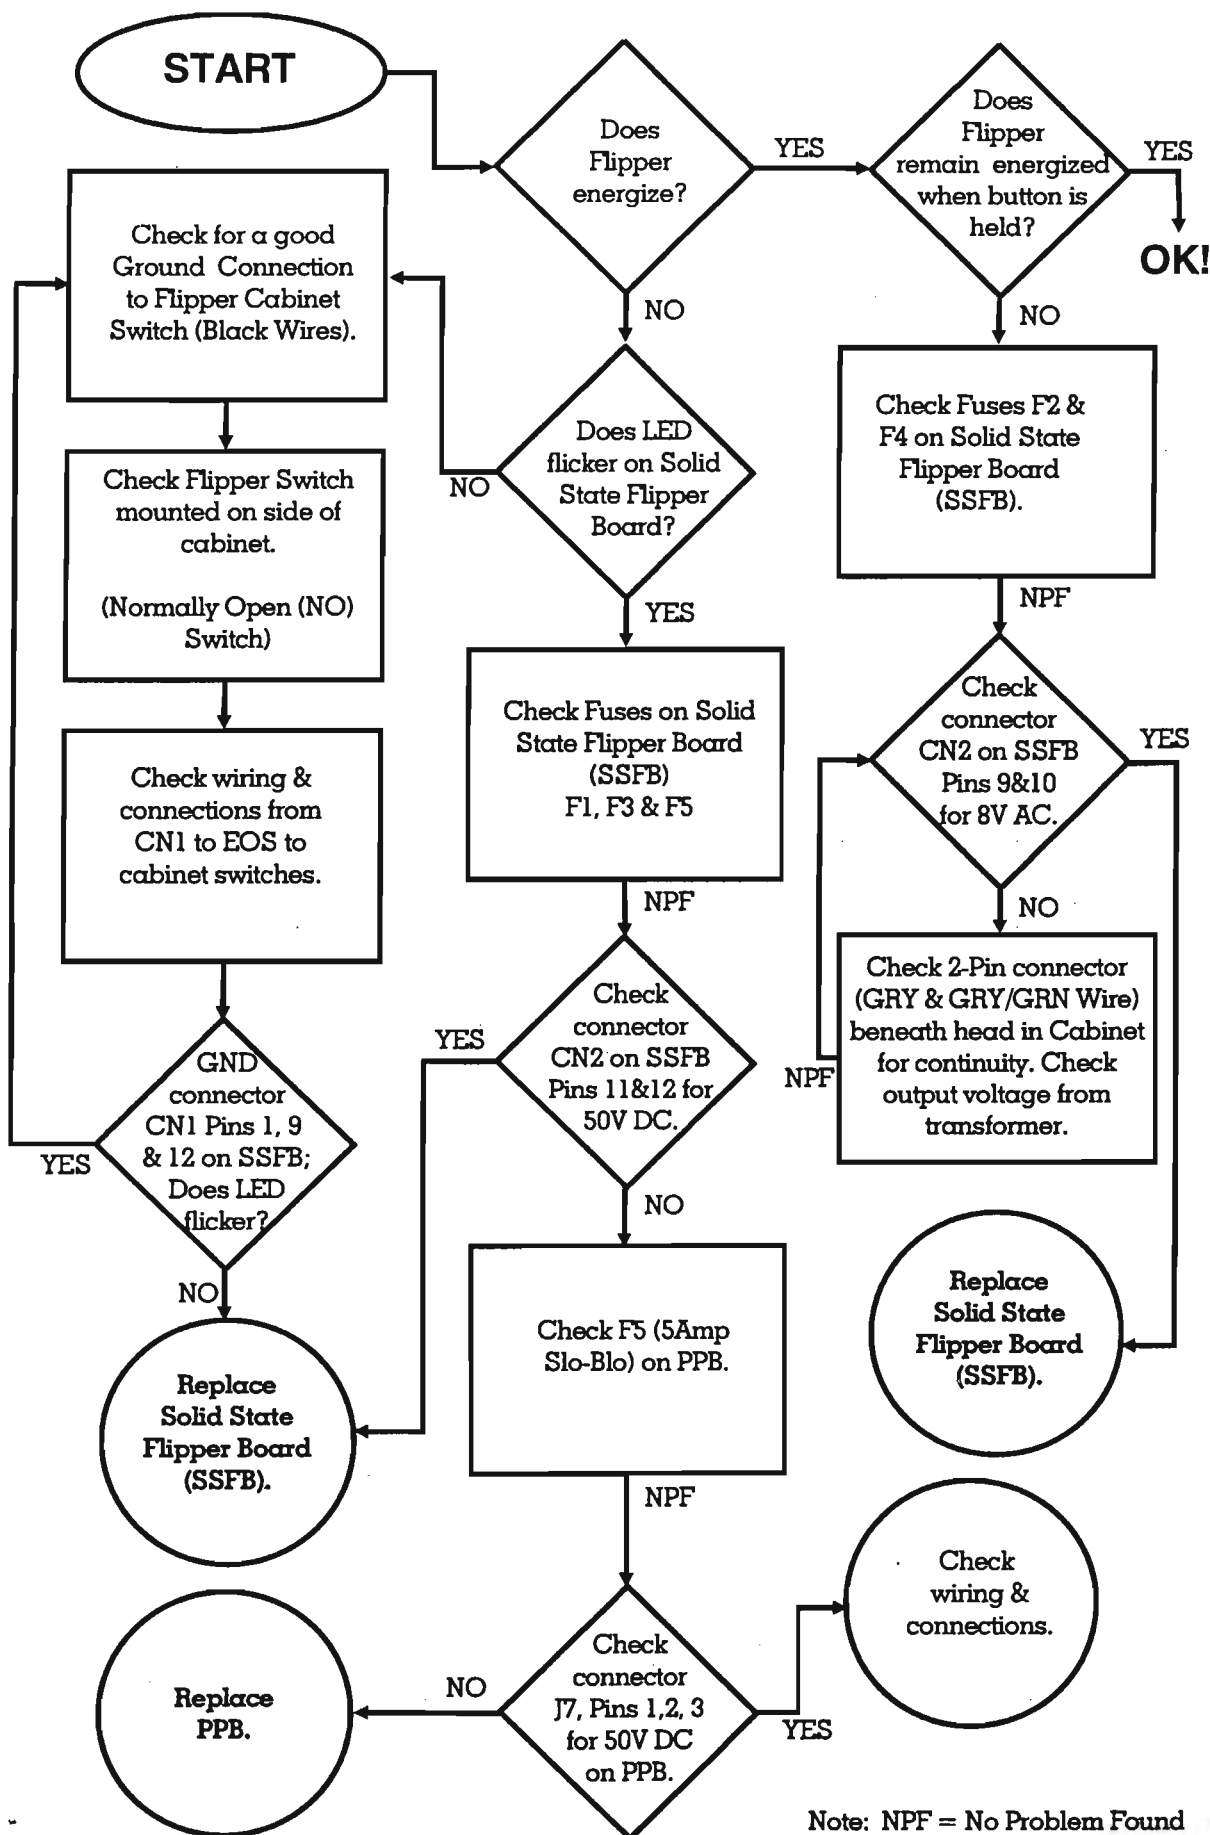 START
Does
Flipper
energize?
YES
Does
Flipper
remain energized
when button is
held?
YES
OK!
NO
NO
Check for a good
Ground Connection
to Flipper Cabinet
Switch (Black Wires).
Does LED
flicker on Solid
State Flipper
Board?
NO
YES
Check Fuses F2 &
F4 on Solid State
Flipper Board
(SSFB).
NPF
Check Flipper Switch
mounted on side of
cabinet.
(Normally Open (NO)
Switch)
Check Fuses on Solid
State Flipper Board
(SSFB)
F1, F3 & F5
NPF
Check
connector
CN2 on SSFB
Pins 9&10
for 8V AC.
YES
NO
Check wiring &
connections from
CN1 to EOS to
cabinet switches.
Check 2-Pin connector
(GRY & GRY/GRN Wire)
beneath head in Cabinet
for continuity. Check
output voltage from
transformer.
NPF
Check
connector
CN2 on SSFB
Pins 11&12 for
50V DC.
YES
NO
GND
connector
CN1 Pins 1, 9
& 12 on SSFB;
Does LED
flicker?
YES
NO
Replace
Solid State
Flipper Board
(SSFB).
Check F5 (5Amp
Slo-Blo) on PPB.
NPF
Replace
Solid State
Flipper Board
(SSFB).
Check
wiring &
connections.
Check
connector
J7, Pins 1,2, 3
for 50V DC
on PPB.
NO
YES
Replace
PPB.
Note: NPF = No Problem Found